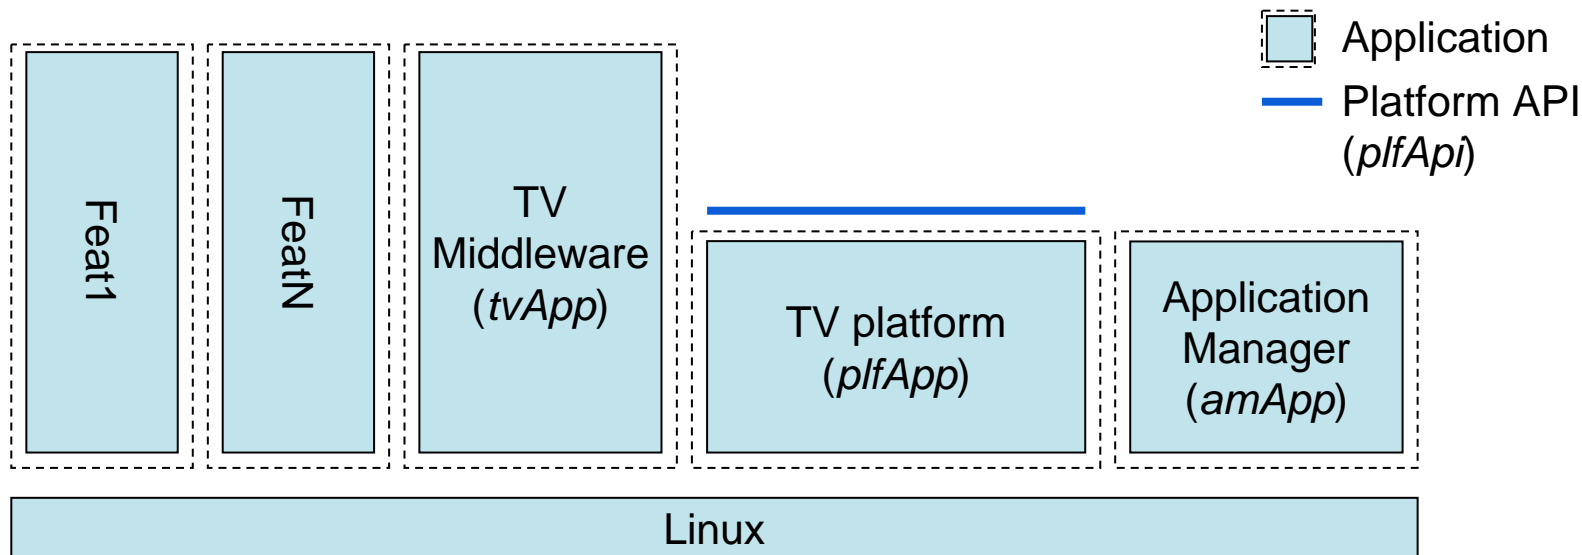 Application
Platform API
(plfApi)
Feat1
FeatN
TV
Middleware
(tvApp)
TV platform
(plfApp)
Application
Manager
(amApp)
Linux